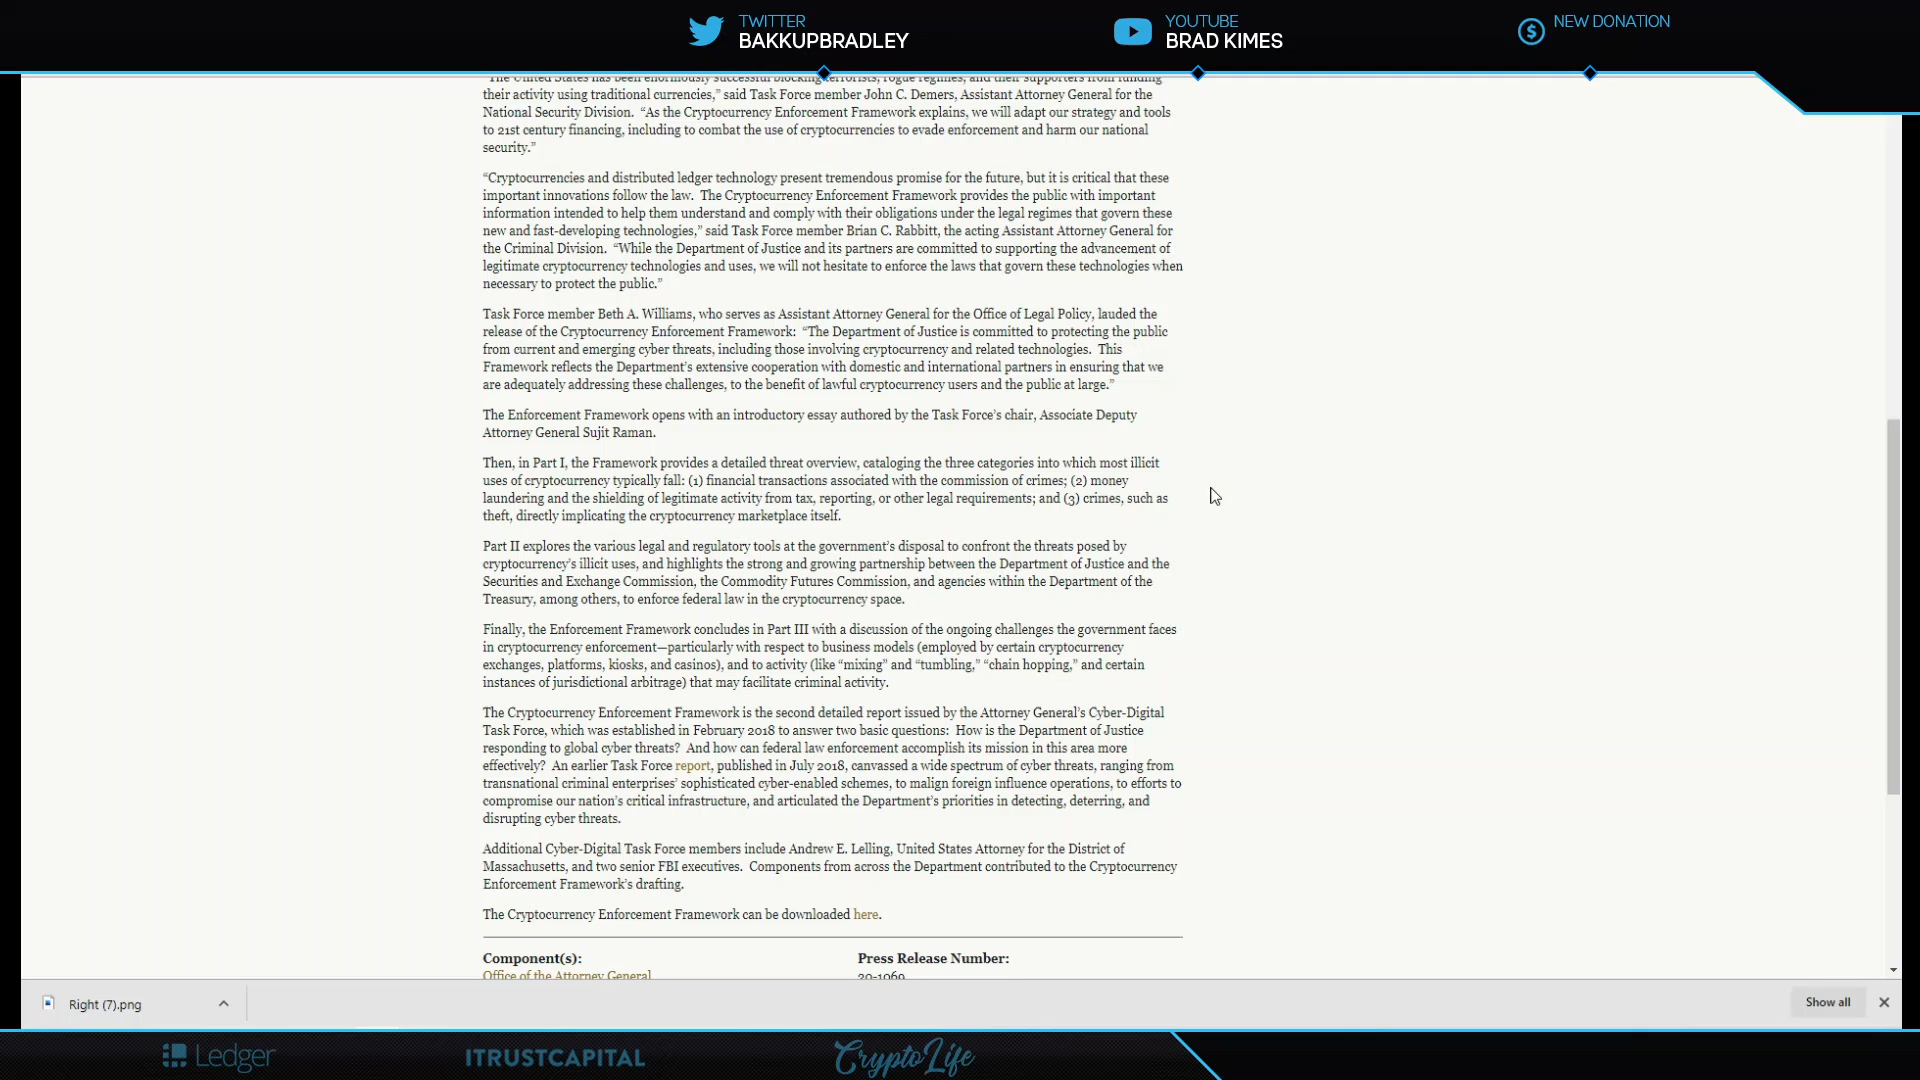 TWITTER
BAKKUPBRADLEY
YOUTUBE
BRAD KIMES
NEW DONATION
“The United States has been enormously successful blocking terrorists, rogue regimes, and their supporters from funding
their activity using traditional currencies,” said Task Force member John C. Demers, Assistant Attorney General for the
National Security Division.  “As the Cryptocurrency Enforcement Framework explains, we will adapt our strategy and tools
to 21st century financing, including to combat the use of cryptocurrencies to evade enforcement and harm our national
security.”
“Cryptocurrencies and distributed ledger technology present tremendous promise for the future, but it is critical that these
important innovations follow the law.  The Cryptocurrency Enforcement Framework provides the public with important
information intended to help them understand and comply with their obligations under the legal regimes that govern these
new and fast-developing technologies,” said Task Force member Brian C. Rabbitt, the acting Assistant Attorney General for
the Criminal Division.  “While the Department of Justice and its partners are committed to supporting the advancement of
legitimate cryptocurrency technologies and uses, we will not hesitate to enforce the laws that govern these technologies when
necessary to protect the public.”
Task Force member Beth A. Williams, who serves as Assistant Attorney General for the Office of Legal Policy, lauded the
release of the Cryptocurrency Enforcement Framework:  “The Department of Justice is committed to protecting the public
from current and emerging cyber threats, including those involving cryptocurrency and related technologies.  This
Framework reflects the Department’s extensive cooperation with domestic and international partners in ensuring that we
are adequately addressing these challenges, to the benefit of lawful cryptocurrency users and the public at large.”
The Enforcement Framework opens with an introductory essay authored by the Task Force’s chair, Associate Deputy
Attorney General Sujit Raman.
Then, in Part I, the Framework provides a detailed threat overview, cataloging the three categories into which most illicit
uses of cryptocurrency typically fall: (1) financial transactions associated with the commission of crimes; (2) money
laundering and the shielding of legitimate activity from tax, reporting, or other legal requirements; and (3) crimes, such as
theft, directly implicating the cryptocurrency marketplace itself.
Part II explores the various legal and regulatory tools at the government’s disposal to confront the threats posed by
cryptocurrency’s illicit uses, and highlights the strong and growing partnership between the Department of Justice and the
Securities and Exchange Commission, the Commodity Futures Commission, and agencies within the Department of the
Treasury, among others, to enforce federal law in the cryptocurrency space.
Finally, the Enforcement Framework concludes in Part III with a discussion of the ongoing challenges the government faces
in cryptocurrency enforcement—particularly with respect to business models (employed by certain cryptocurrency
exchanges, platforms, kiosks, and casinos), and to activity (like “mixing” and “tumbling,” “chain hopping,” and certain
instances of jurisdictional arbitrage) that may facilitate criminal activity.
The Cryptocurrency Enforcement Framework is the second detailed report issued by the Attorney General’s Cyber-Digital
Task Force, which was established in February 2018 to answer two basic questions:  How is the Department of Justice
responding to global cyber threats?  And how can federal law enforcement accomplish its mission in this area more
effectively?  An earlier Task Force report, published in July 2018, canvassed a wide spectrum of cyber threats, ranging from
transnational criminal enterprises’ sophisticated cyber-enabled schemes, to malign foreign influence operations, to efforts to
compromise our nation’s critical infrastructure, and articulated the Department’s priorities in detecting, deterring, and
disrupting cyber threats.
Additional Cyber-Digital Task Force members include Andrew E. Lelling, United States Attorney for the District of
Massachusetts, and two senior FBI executives.  Components from across the Department contributed to the Cryptocurrency
Enforcement Framework’s drafting.
The Cryptocurrency Enforcement Framework can be downloaded here.
Component(s):
Office of the Attorney General
Press Release Number:
20-1069
Right (7).png
Show all
Ledger
ITRUSTCAPITAL
CryptoLife